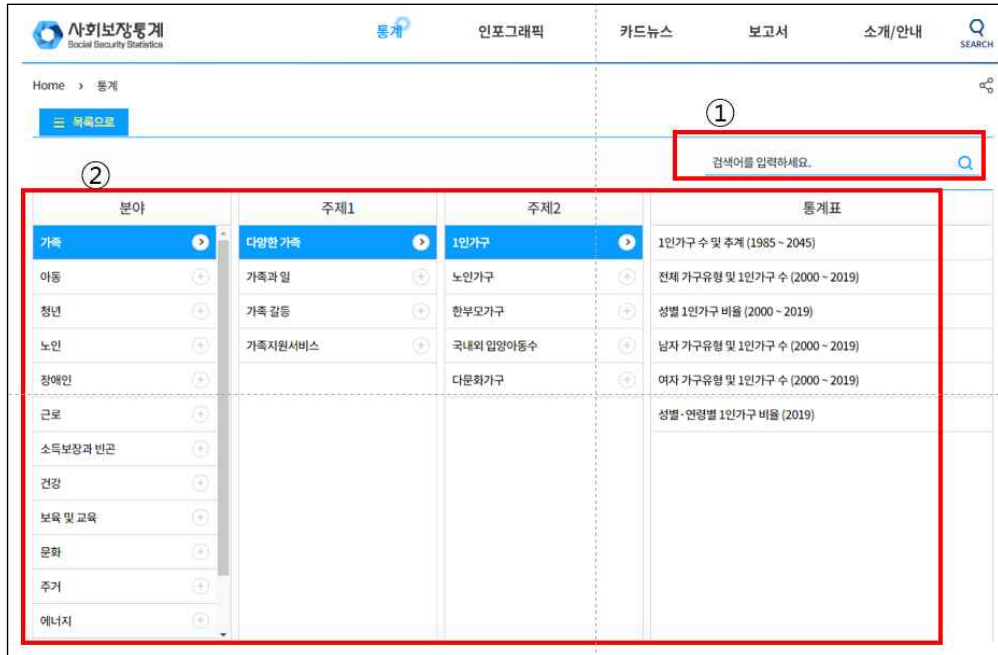 사회보장통계
Social Security Statistics
통계 인포그래픽 카드뉴스 보고서 소개/안내 SEARCH
Home › 통계
목록으로
①
검색어를 입력하세요.
②
분야 주제1 주제2 통계표
가족 다양한 가족 1인가구 1인가구 수 및 추계 (1985 ~ 2045)
아동 가족과 일 노인가구 전체 가구유형 및 1인가구 수 (2000 ~ 2019)
청년 가족 갈등 한부모가구 성별 1인가구 비율 (2000 ~ 2019)
노인 가족지원서비스 국내외 입양아동수 남자 가구유형 및 1인가구 수 (2000 ~ 2019)
장애인 다문화가구 여자 가구유형 및 1인가구 수 (2000 ~ 2019)
근로 성별·연령별 1인가구 비율 (2019)
소득보장과 빈곤
건강
보육 및 교육
문화
주거
에너지